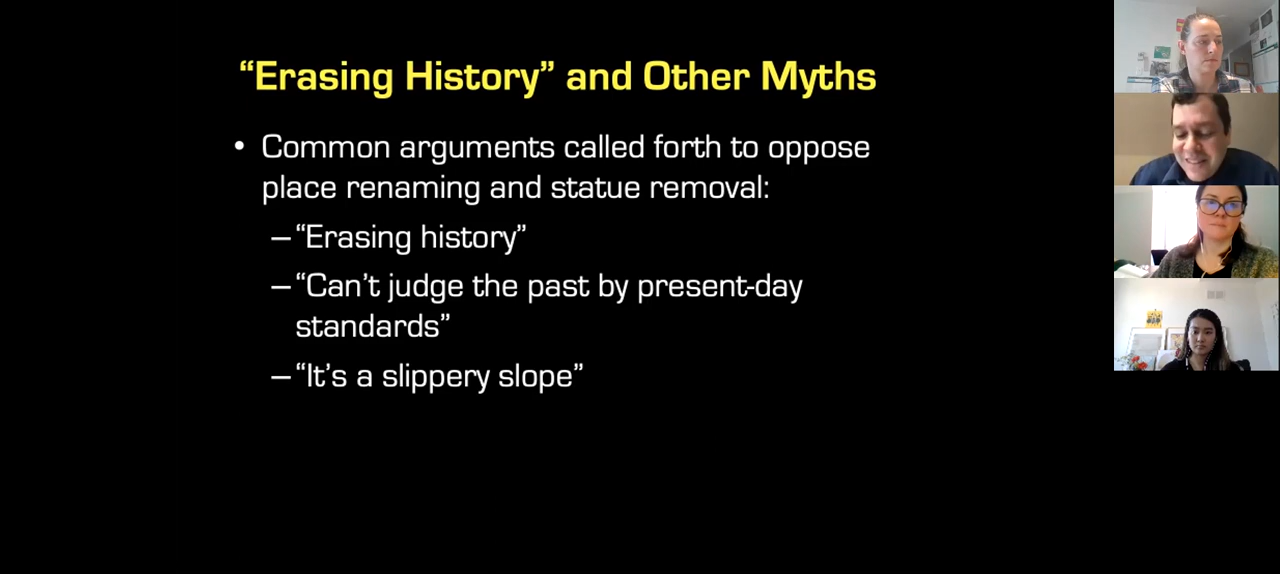 “Erasing History” and Other Myths
• Common arguments called forth to oppose
place renaming and statue removal:
–“Erasing history”
–“Can’t judge the past by present-day
standards”
–“It’s a slippery slope”